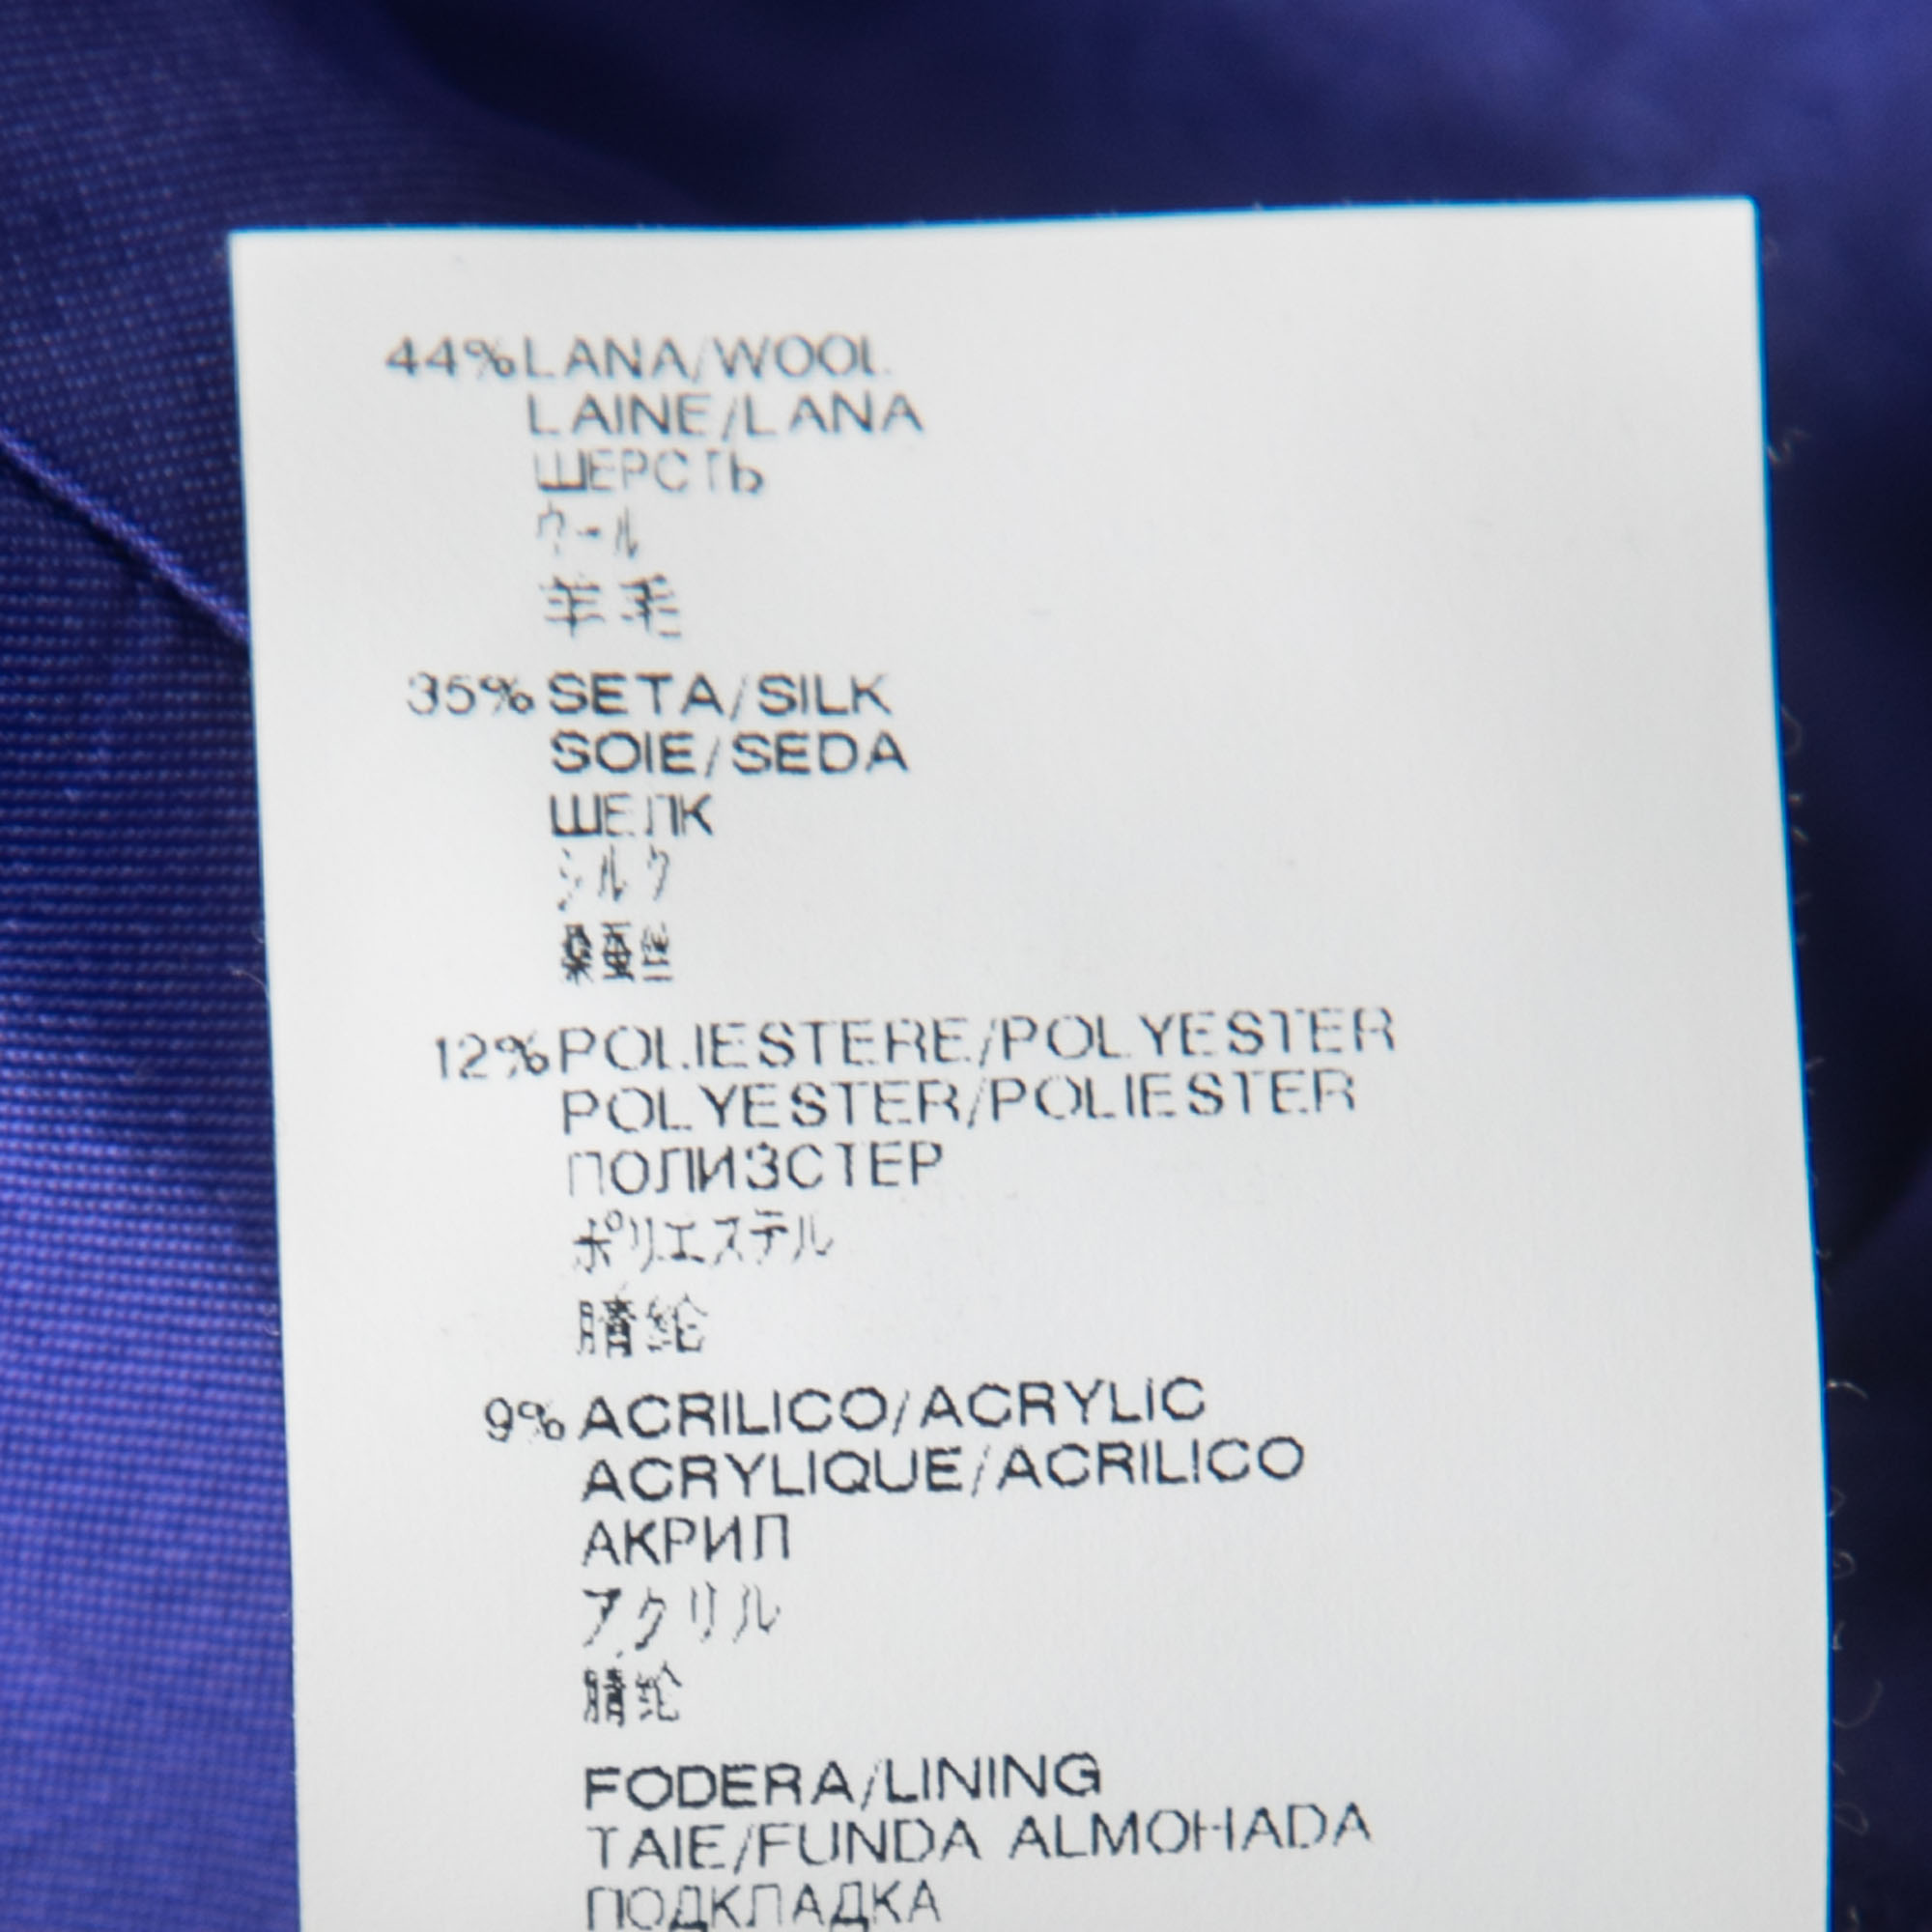 44% LANA/WOOL
LAINE/LANA
ШЕРСТЬ
ウール
羊毛
35% SETA/SILK
SOIE/SEDA
ШЕЛК
シルク
桑蚕丝
12% POLIESTERE/POLYESTER
POLYESTER/POLIESTER
ПОЛИЗСТЕР
ポリエステル
腈纶
9% ACRILICO/ACRYLIC
ACRYLIQUE/ACRILICO
АКРИЛ
アクリル
腈纶
FODERA/LINING
TAIE/FUNDA ALMOHADA
ПОДКЛАДКА